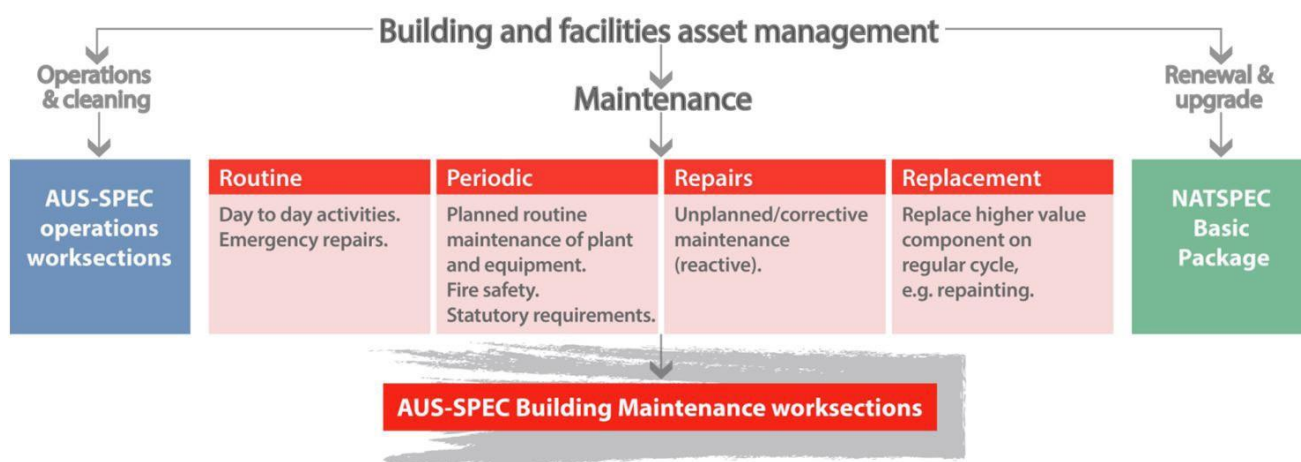 Building and facilities asset management
Operations
& cleaning
Maintenance
Renewal &
upgrade
AUS-SPEC
operations
worksections
Routine
Day to day activities.
Emergency repairs.
Periodic
Planned routine
maintenance of plant
and equipment.
Fire safety.
Statutory requirements.
Repairs
Unplanned/corrective
maintenance
(reactive).
Replacement
Replace higher value
component on
regular cycle,
e.g. repainting.
NATSPEC
Basic
Package
AUS-SPEC Building Maintenance worksections